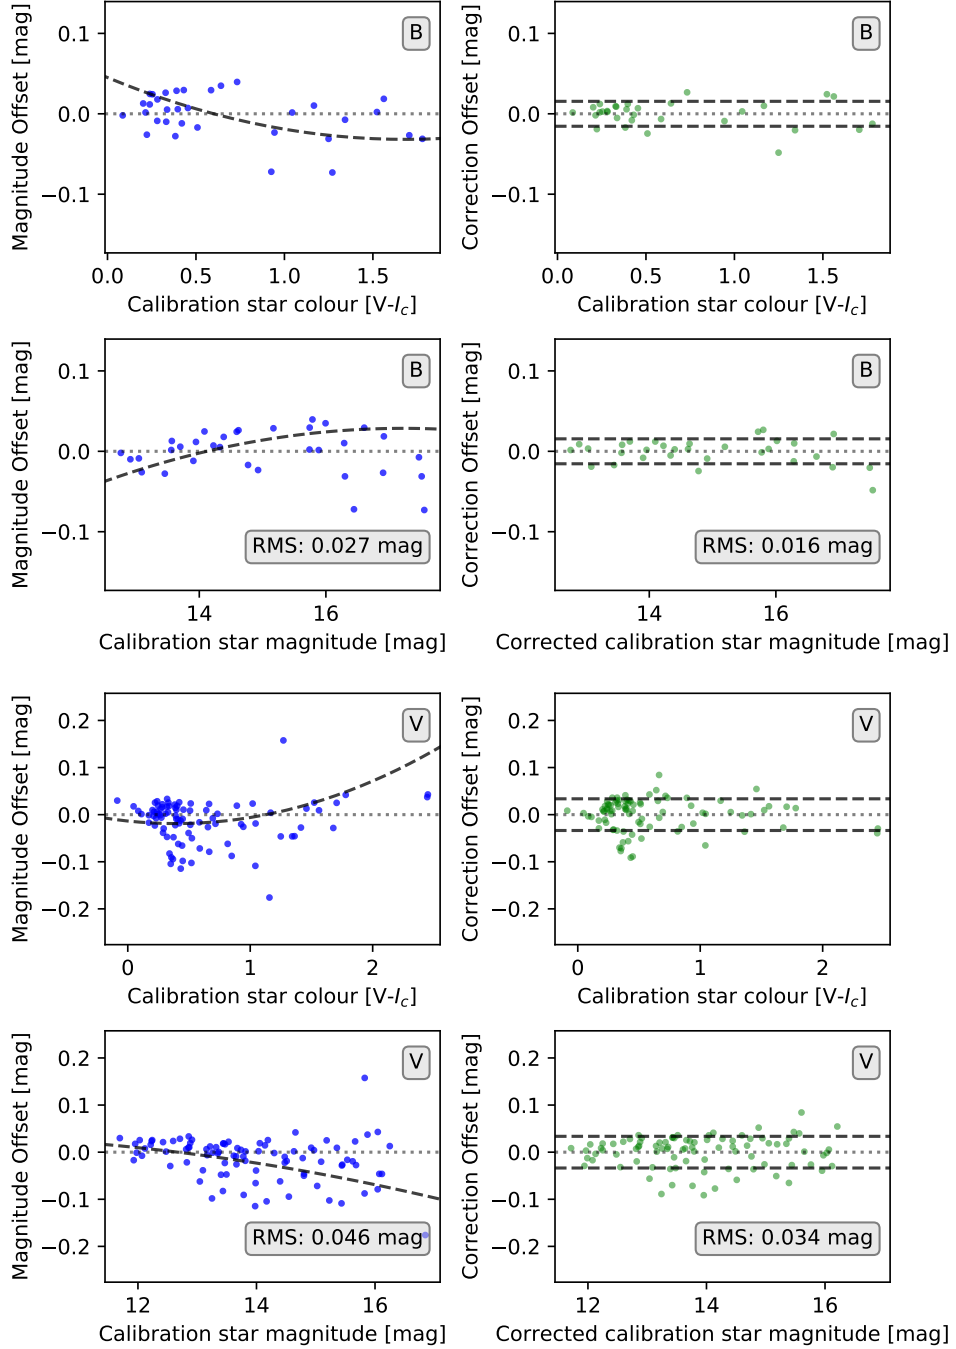 Magnitude Offset [mag]
0.1
0.0
−0.1
B
0.0 0.5 1.0 1.5
Calibration star colour [V-I_c]
Correction Offset [mag]
0.1
0.0
−0.1
B
0.0 0.5 1.0 1.5
Calibration star colour [V-I_c]
Magnitude Offset [mag]
0.1
0.0
−0.1
B
RMS: 0.027 mag
14 16
Calibration star magnitude [mag]
Correction Offset [mag]
0.1
0.0
−0.1
B
RMS: 0.016 mag
14 16
Corrected calibration star magnitude [mag]
Magnitude Offset [mag]
0.2
0.1
0.0
−0.1
−0.2
V
0 1 2
Calibration star colour [V-I_c]
Correction Offset [mag]
0.2
0.1
0.0
−0.1
−0.2
V
0 1 2
Calibration star colour [V-I_c]
Magnitude Offset [mag]
0.2
0.1
0.0
−0.1
−0.2
V
RMS: 0.046 mag
12 14 16
Calibration star magnitude [mag]
Correction Offset [mag]
0.2
0.1
0.0
−0.1
−0.2
V
RMS: 0.034 mag
12 14 16
Corrected calibration star magnitude [mag]